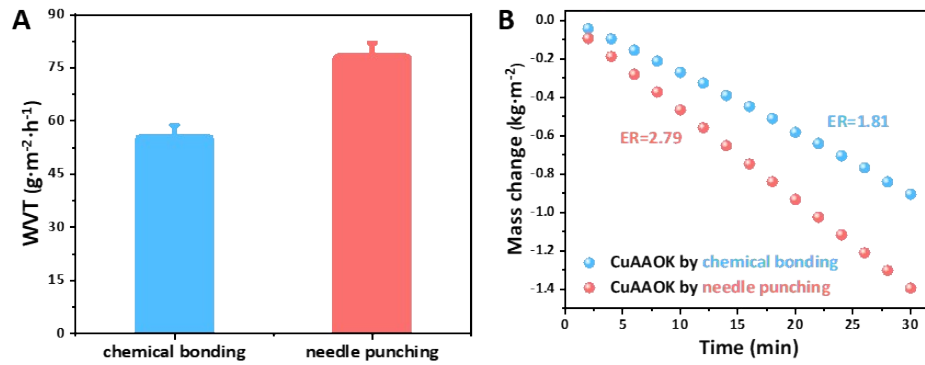 A
WVT (g·m⁻²·h⁻¹)
90
75
60
45
30
15
0
chemical bonding
needle punching
B
Mass change (kg·m⁻²)
0.0
-0.2
-0.4
-0.6
-0.8
-1.0
-1.2
-1.4
ER=1.81
ER=2.79
CuAAOK by chemical bonding
CuAAOK by needle punching
0 5 10 15 20 25 30
Time (min)